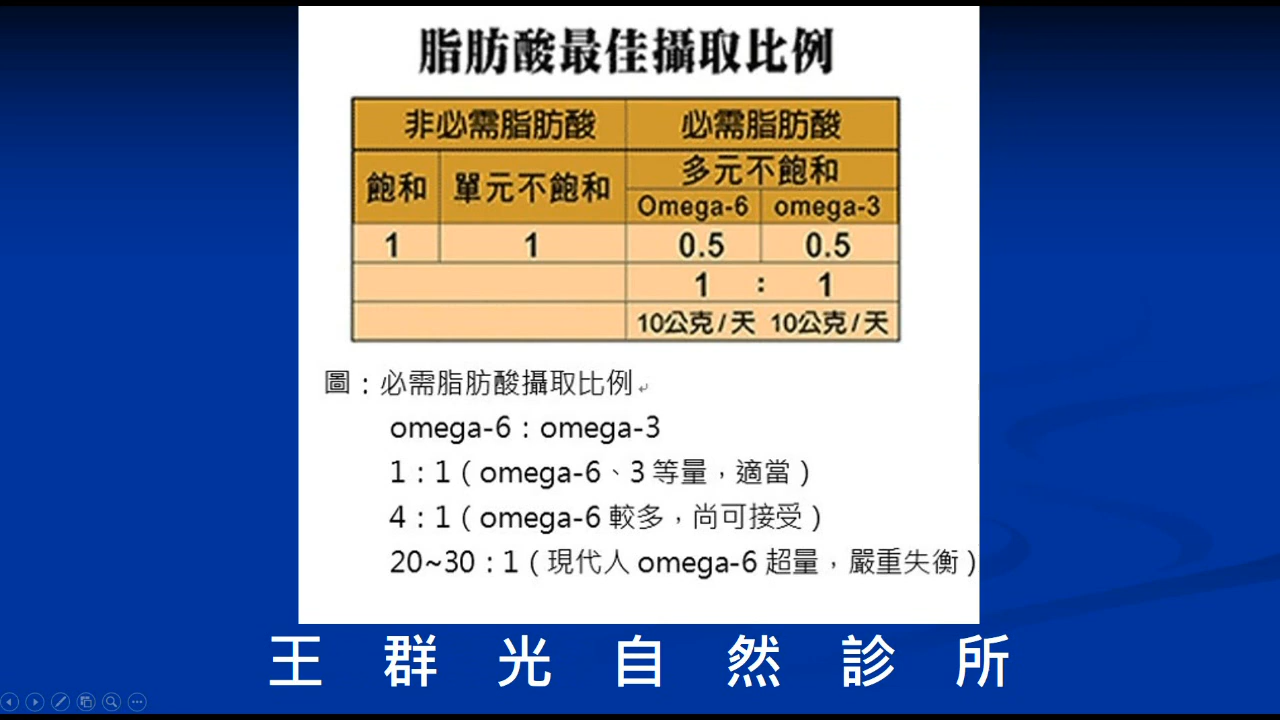 脂肪酸最佳攝取比例
非必需脂肪酸 必需脂肪酸
飽和 單元不飽和 多元不飽和
Omega-6 omega-3
1 1 0.5 0.5
1 : 1
10公克/天 10公克/天
圖：必需脂肪酸攝取比例
omega-6：omega-3
1：1（omega-6、3 等量，適當）
4：1（omega-6 較多，尚可接受）
20~30：1（現代人 omega-6 超量，嚴重失衡）
王群光自然診所